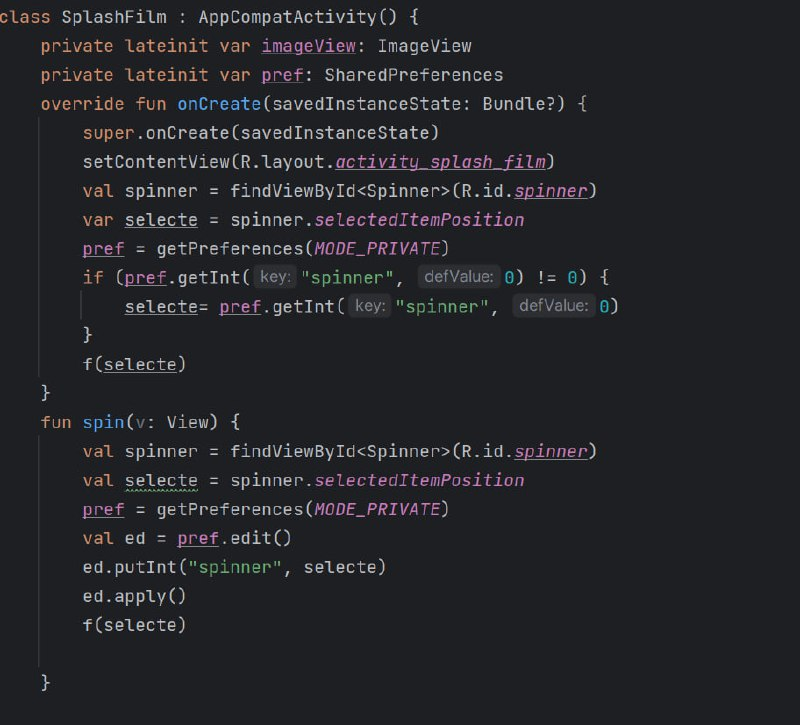 class SplashFilm : AppCompatActivity() {
private lateinit var imageView: ImageView
private lateinit var pref: SharedPreferences
override fun onCreate(savedInstanceState: Bundle?) {
super.onCreate(savedInstanceState)
setContentView(R.layout.activity_splash_film)
val spinner = findViewById<Spinner>(R.id.spinner)
var selecte = spinner.selectedItemPosition
pref = getPreferences(MODE_PRIVATE)
if (pref.getInt( key: "spinner", defValue: 0) != 0) {
selecte= pref.getInt( key: "spinner", defValue: 0)
}
f(selecte)
}
fun spin(v: View) {
val spinner = findViewById<Spinner>(R.id.spinner)
val selecte = spinner.selectedItemPosition
pref = getPreferences(MODE_PRIVATE)
val ed = pref.edit()
ed.putInt("spinner", selecte)
ed.apply()
f(selecte)
}